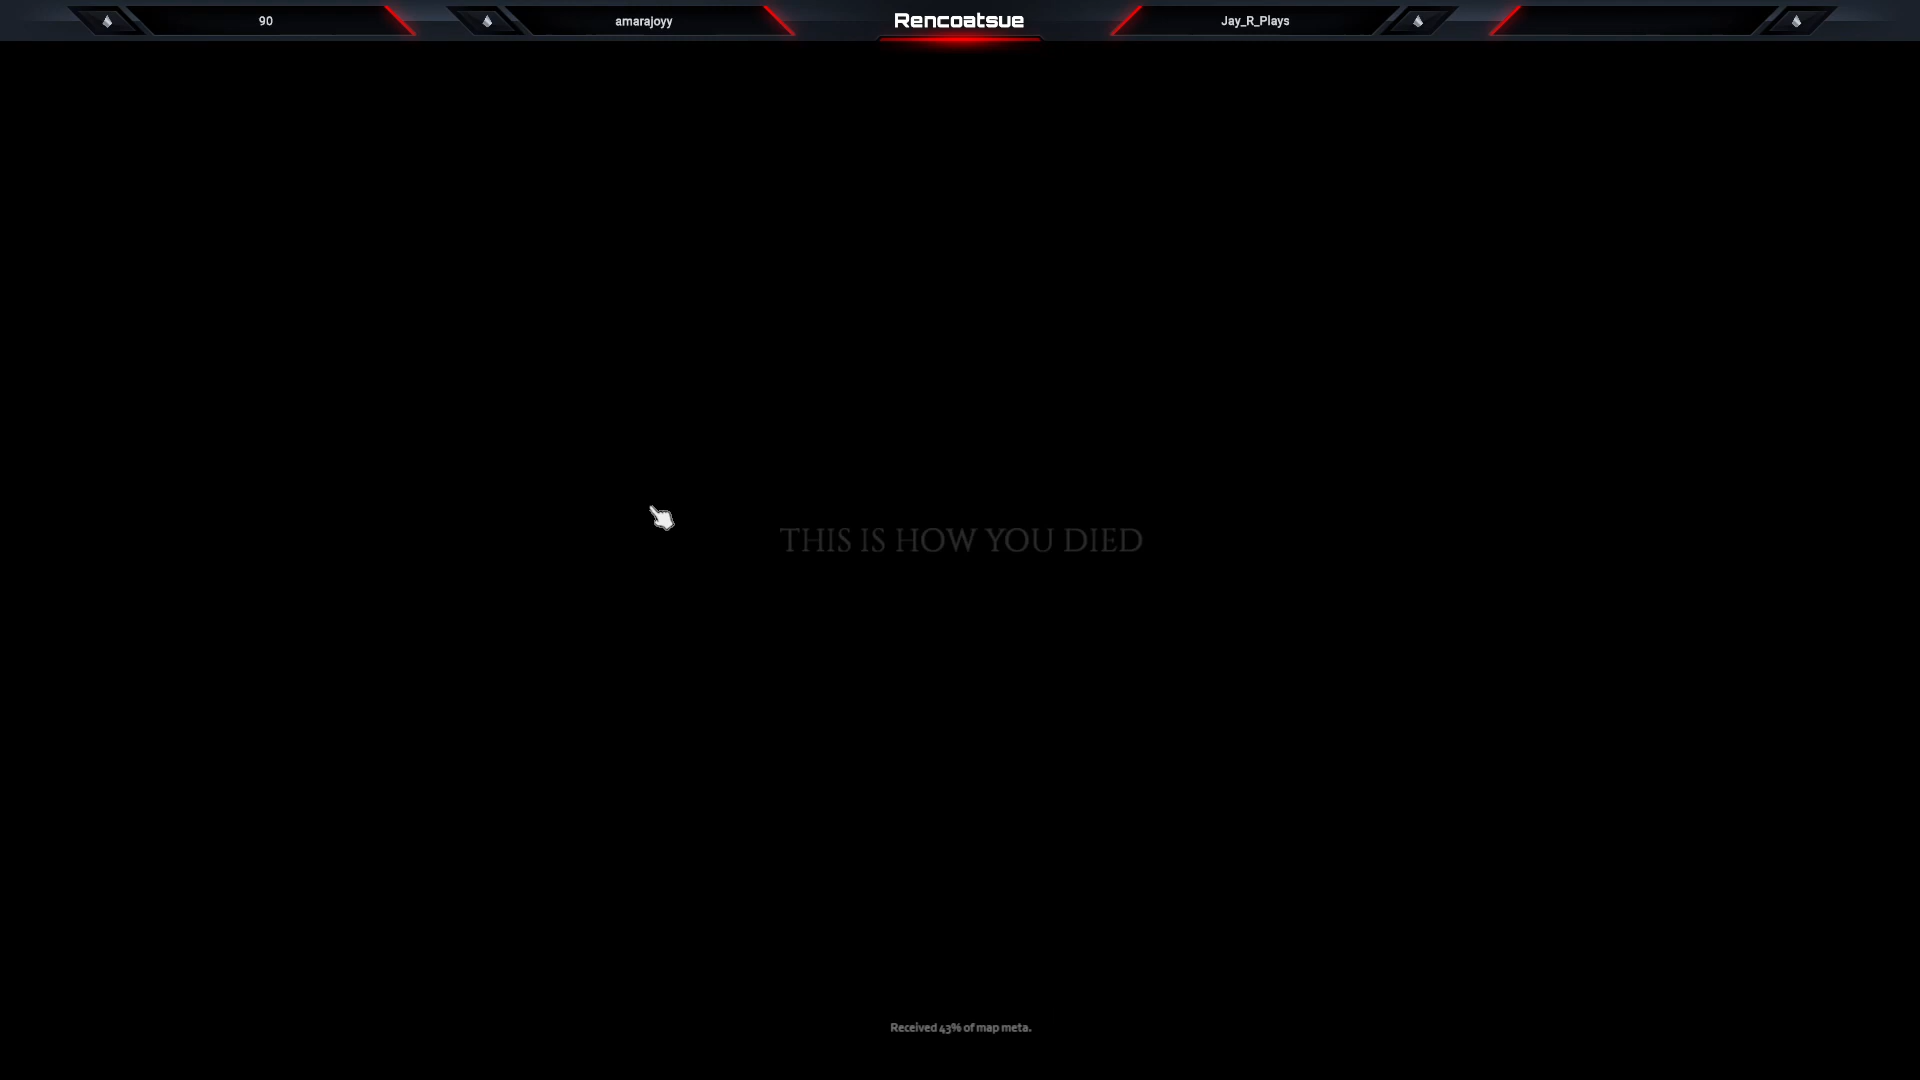 90
amarajoyy
Rencoatsue
Jay_R_Plays
THIS IS HOW YOU DIED
Received 43% of map meta.